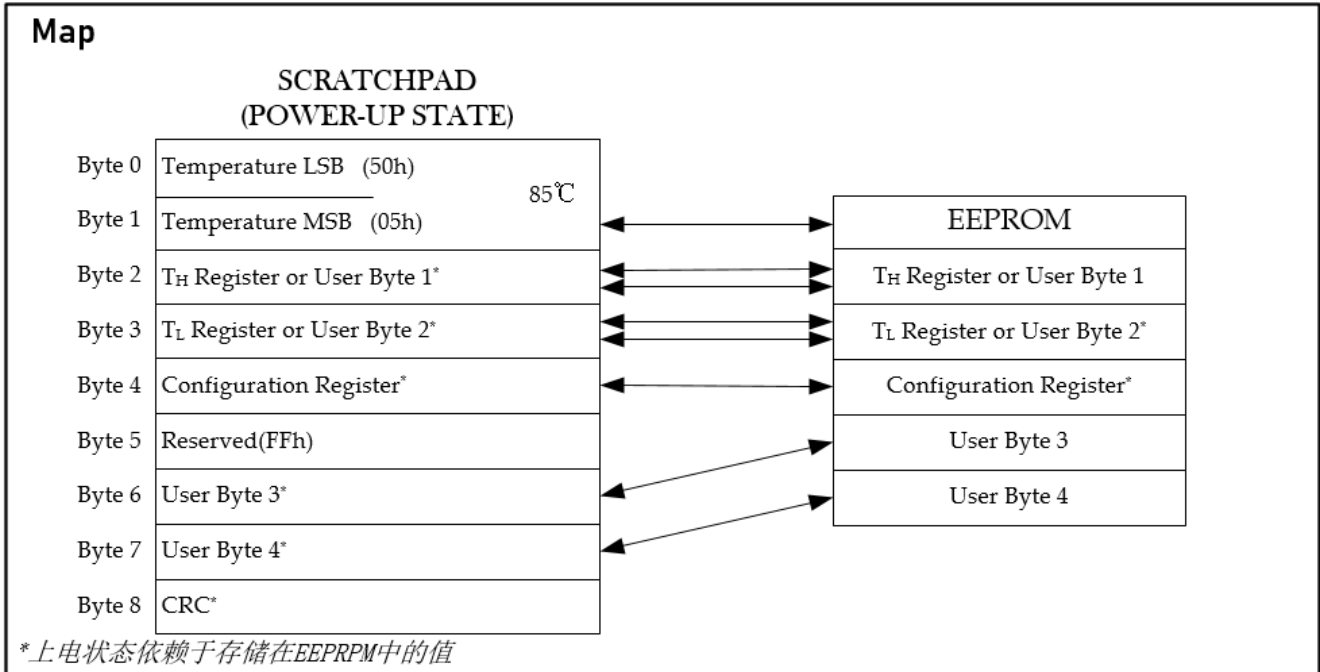 Map
SCRATCHPAD
(POWER-UP STATE)
Byte 0 Temperature LSB (50h)
85℃
Byte 1 Temperature MSB (05h)
EEPROM
Byte 2 TH Register or User Byte 1*
TH Register or User Byte 1
Byte 3 TL Register or User Byte 2*
TL Register or User Byte 2*
Byte 4 Configuration Register*
Configuration Register*
Byte 5 Reserved(FFh)
User Byte 3
Byte 6 User Byte 3*
User Byte 4
Byte 7 User Byte 4*
Byte 8 CRC*
*上电状态依赖于存储在EEPRPM中的值